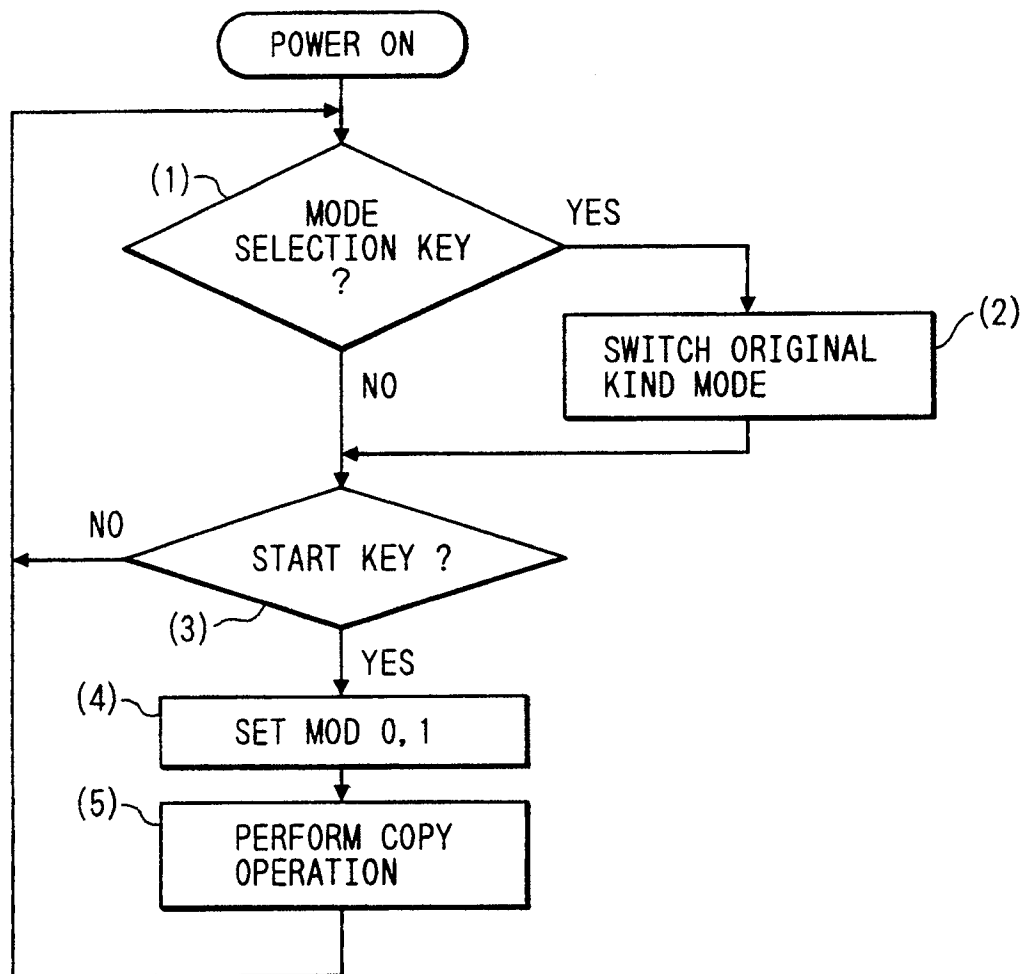 POWER ON
(1)
MODE
SELECTION KEY
?
YES
(2)
SWITCH ORIGINAL
KIND MODE
NO
NO
START KEY ?
(3)
YES
(4)
SET MOD 0, 1
(5)
PERFORM COPY
OPERATION